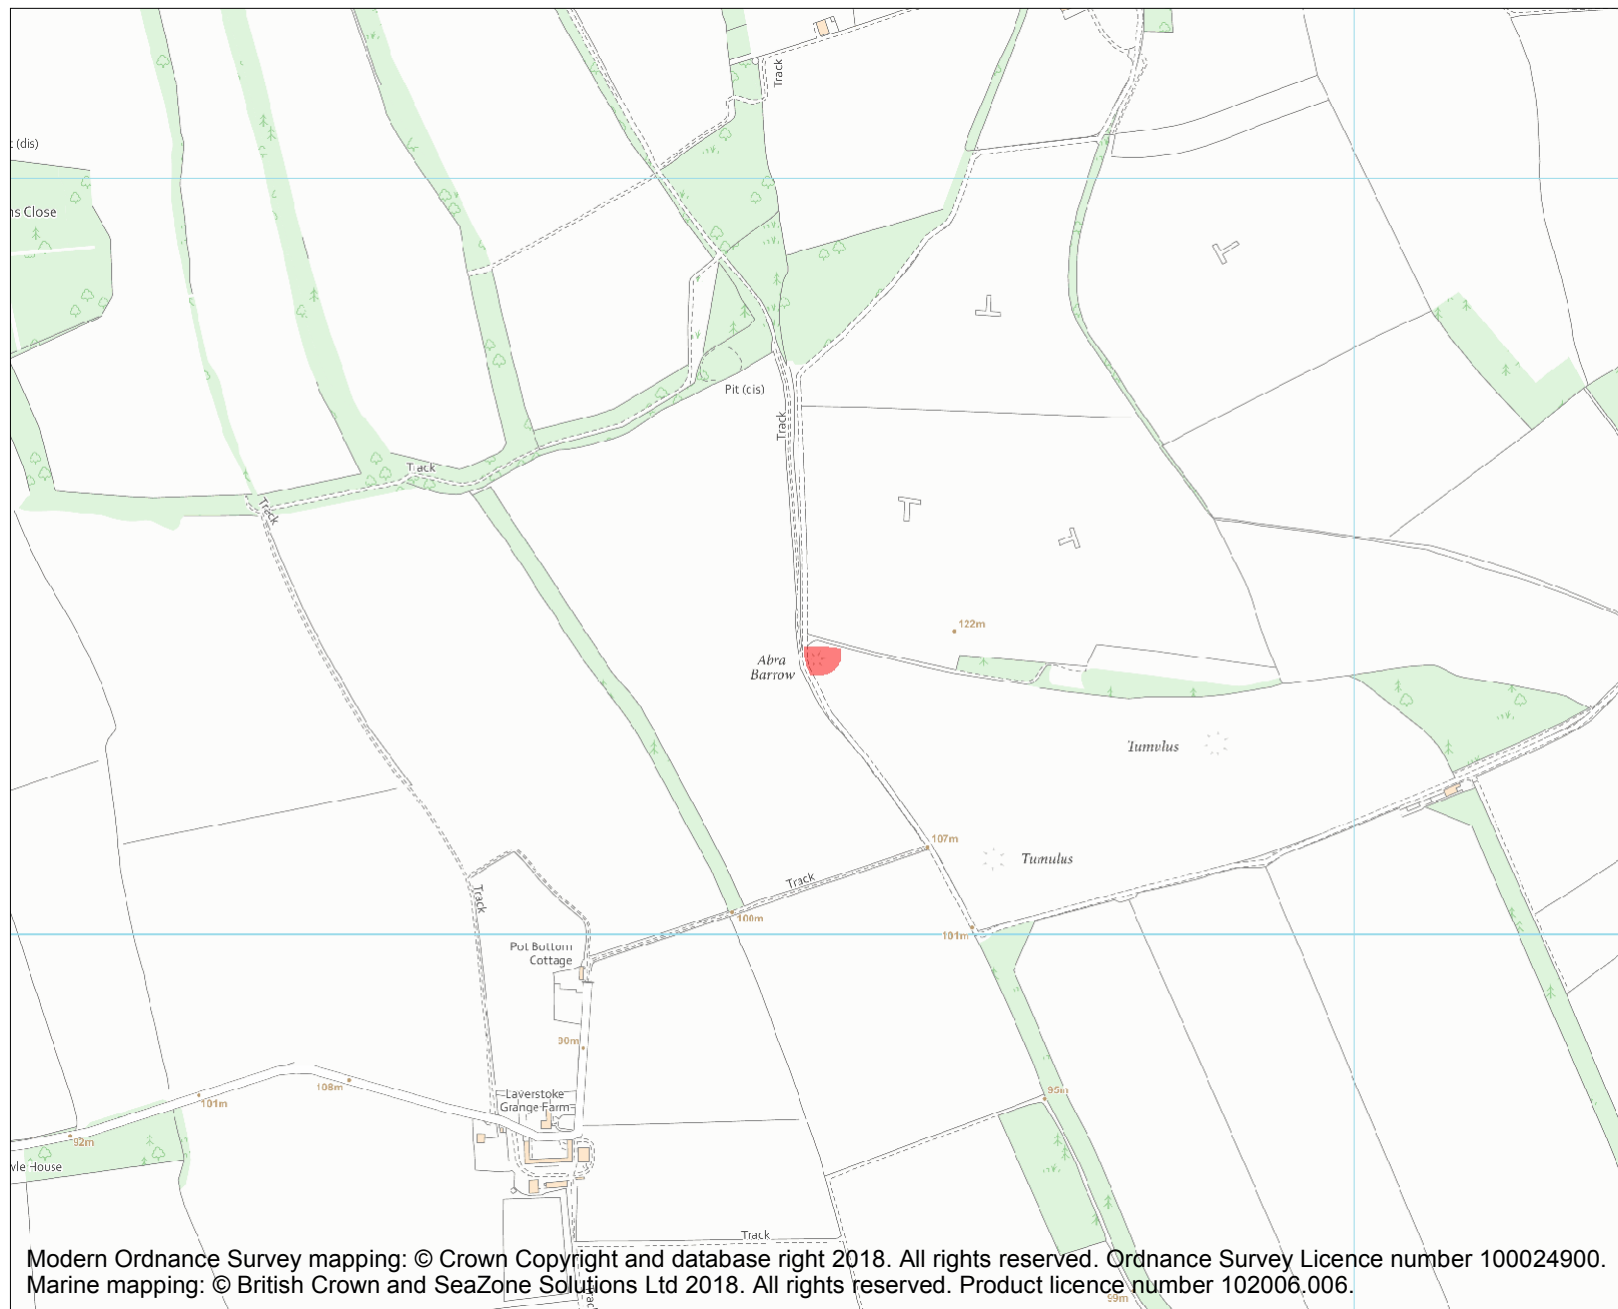 Track
(dis)
ns Close
Pit (cis)
Track
Track
Track
122m
Abra
Barrow
Tumulus
107m
Tumulus
Track
Track
100m
101m
Pot Bottom
Cottage
90m
95m
108m
101m
Laverstoke
Grange Farm
92m
vle House
Track
Modern Ordnance Survey mapping: © Crown Copyright and database right 2018. All rights reserved. Ordnance Survey Licence number 100024900.
Marine mapping: © British Crown and SeaZone Solutions Ltd 2018. All rights reserved. Product licence number 102006.006.
99m